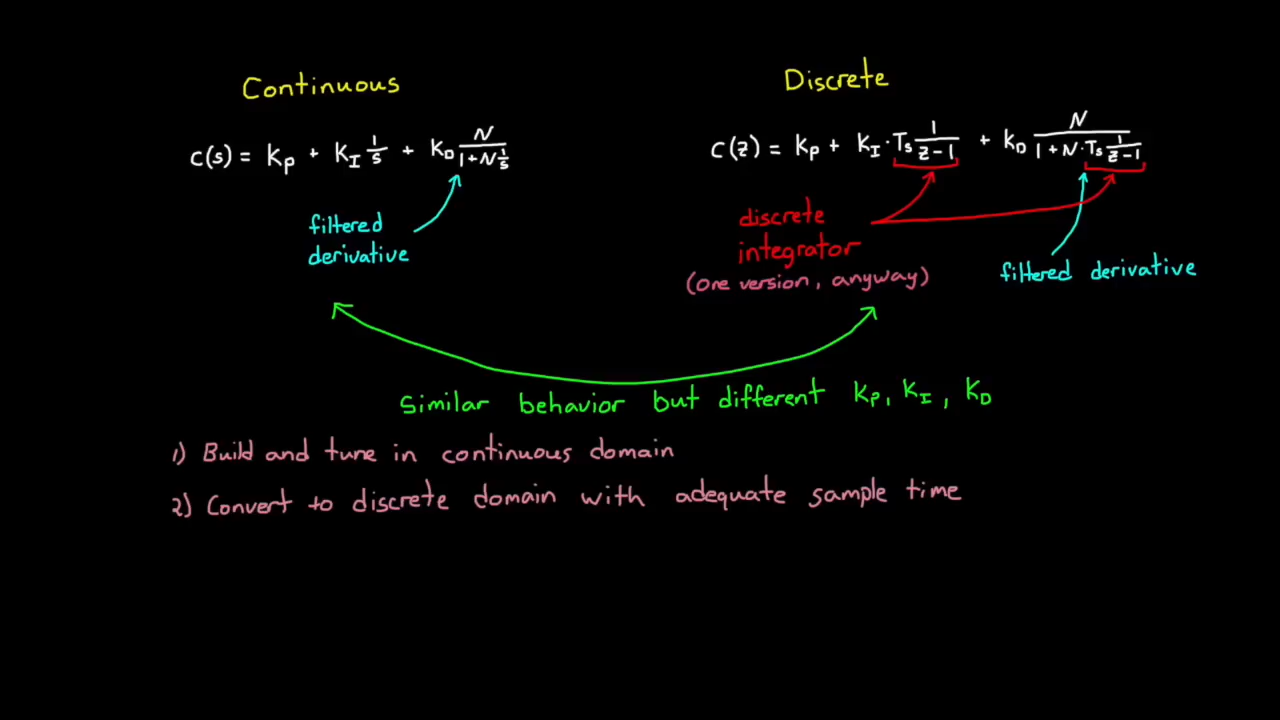 Continuous
C(s) = Kp + KI 1/s + KD N/(1+N 1/s)
filtered
derivative
Discrete
C(z) = Kp + KI · Ts 1/(z-1) + KD N/(1+N·Ts 1/(z-1))
discrete
integrator
(one version, anyway)
filtered derivative
Similar behavior but different Kp, KI, KD
1) Build and tune in continuous domain
2) Convert to discrete domain with adequate sample time